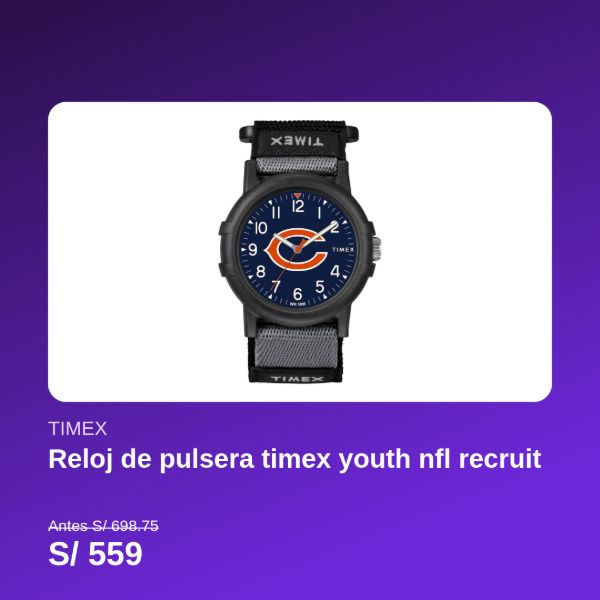 TIMEX
12
11 1
10 2
9 TIMEX
8 4
7 5
6
TIMEX
TIMEX
Reloj de pulsera timex youth nfl recruit
Antes S/ 698.75
S/ 559